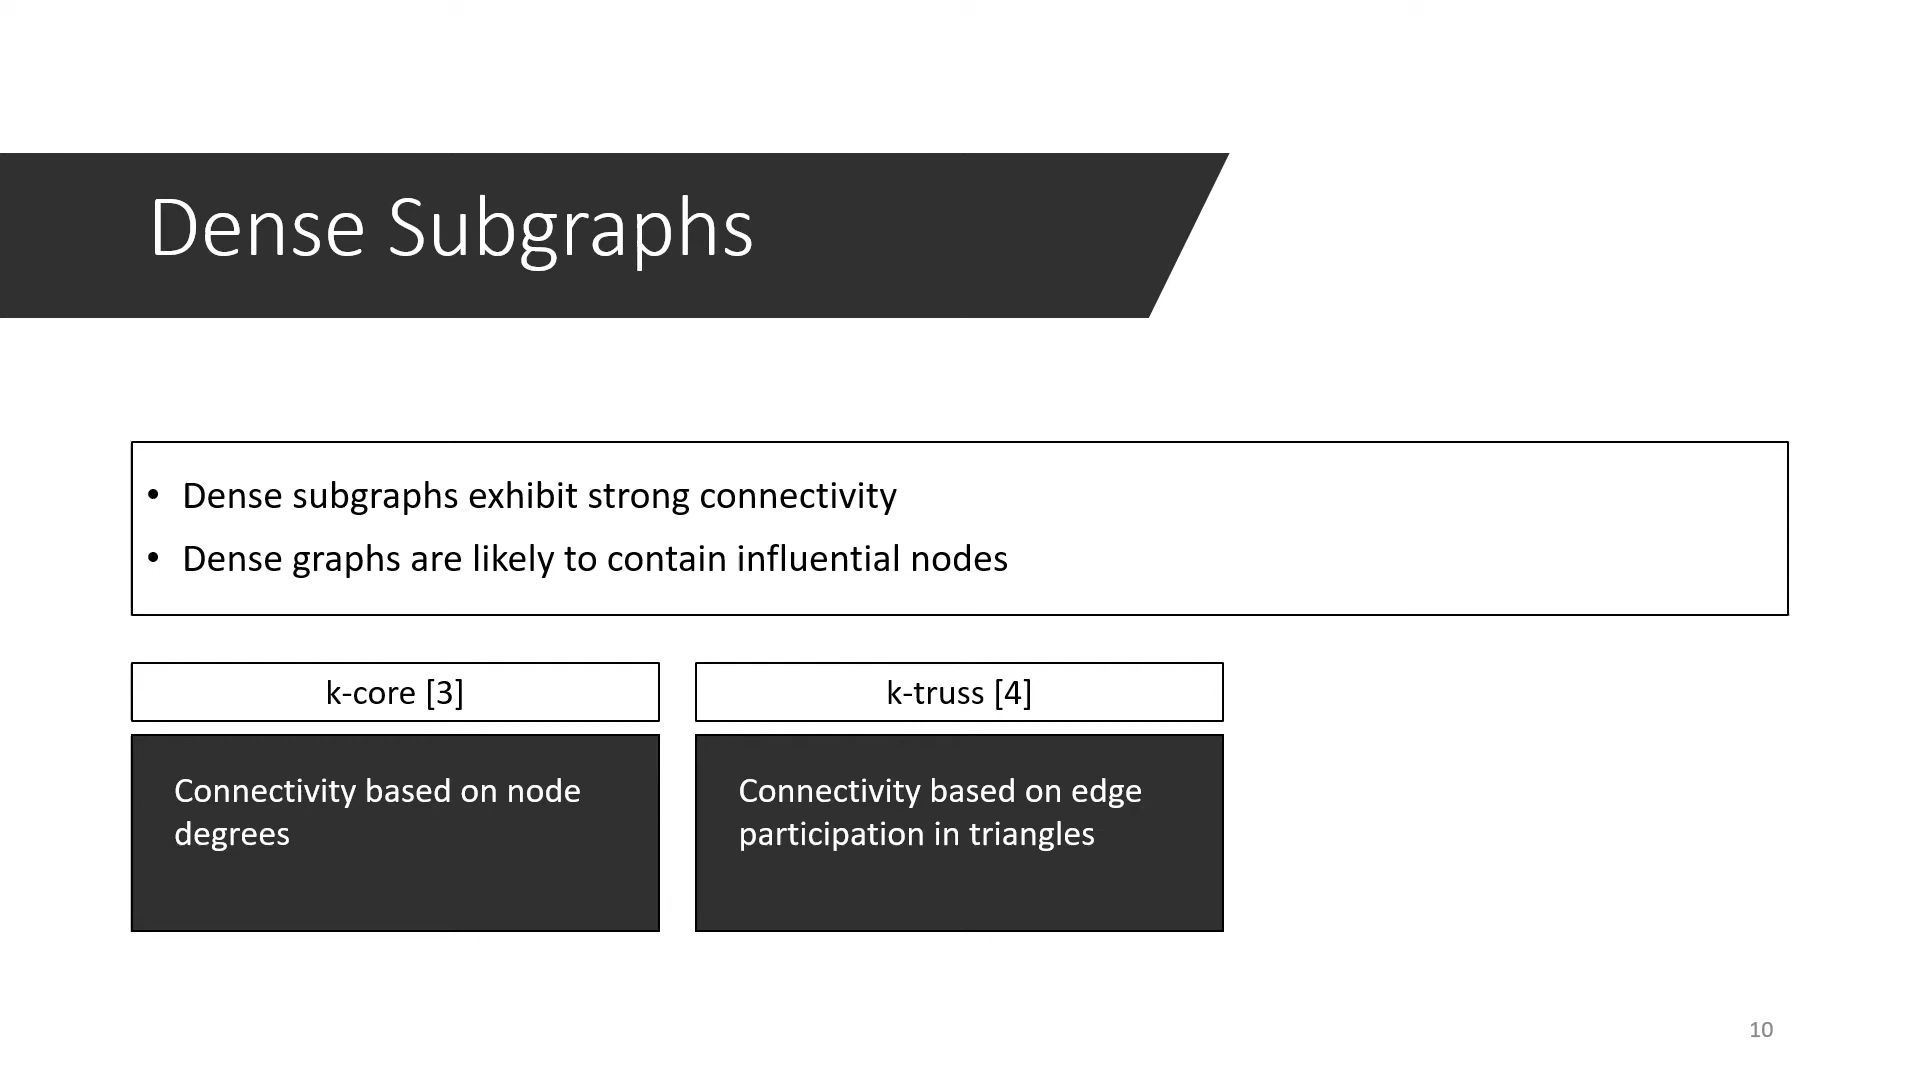 Dense Subgraphs
• Dense subgraphs exhibit strong connectivity
• Dense graphs are likely to contain influential nodes
k-core [3]
Connectivity based on node
degrees
k-truss [4]
Connectivity based on edge
participation in triangles
10